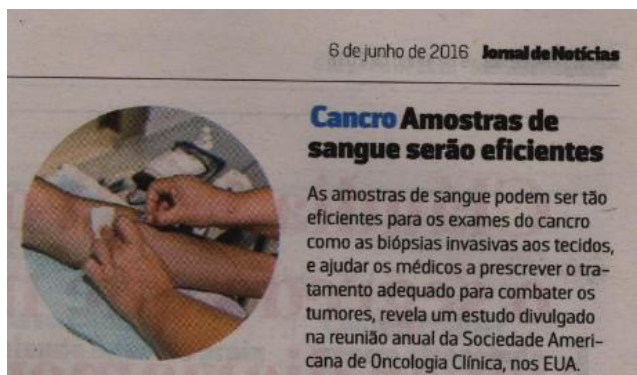 6 de junho de 2016 Jornal de Notícias
Cancro Amostras de
sangue serão eficientes
As amostras de sangue podem ser tão
eficientes para os exames do cancro
como as biópsias invasivas aos tecidos,
e ajudar os médicos a prescrever o tra-
tamento adequado para combater os
tumores, revela um estudo divulgado
na reunião anual da Sociedade Ameri-
cana de Oncologia Clínica, nos EUA.